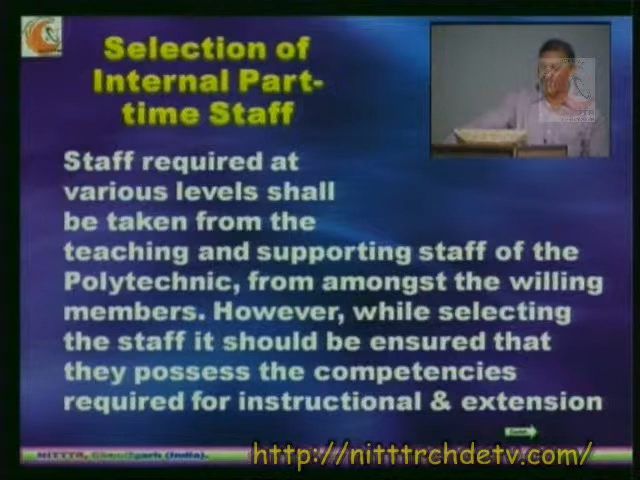 Selection of
Internal Part-
time Staff
Staff required at
various levels shall
be taken from the
teaching and supporting staff of the
Polytechnic, from amongst the willing
members. However, while selecting
the staff it should be ensured that
they possess the competencies
required for instructional & extension
NITTTR, Chandigarh (India).
http://nitttrchdetv.com/